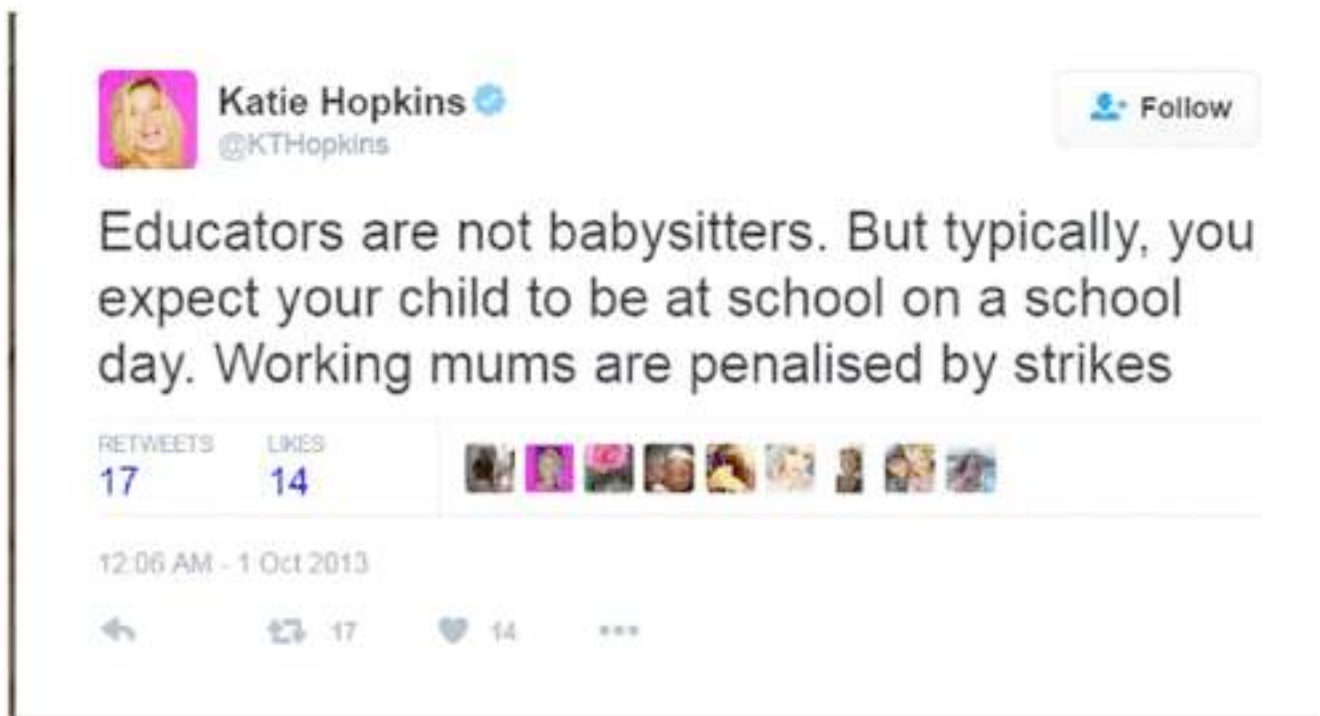 Katie Hopkins
@KTHopkins
Follow
Educators are not babysitters. But typically, you
expect your child to be at school on a school
day. Working mums are penalised by strikes
RETWEETS LIKES
17 14
12:06 AM - 1 Oct 2013
17 14